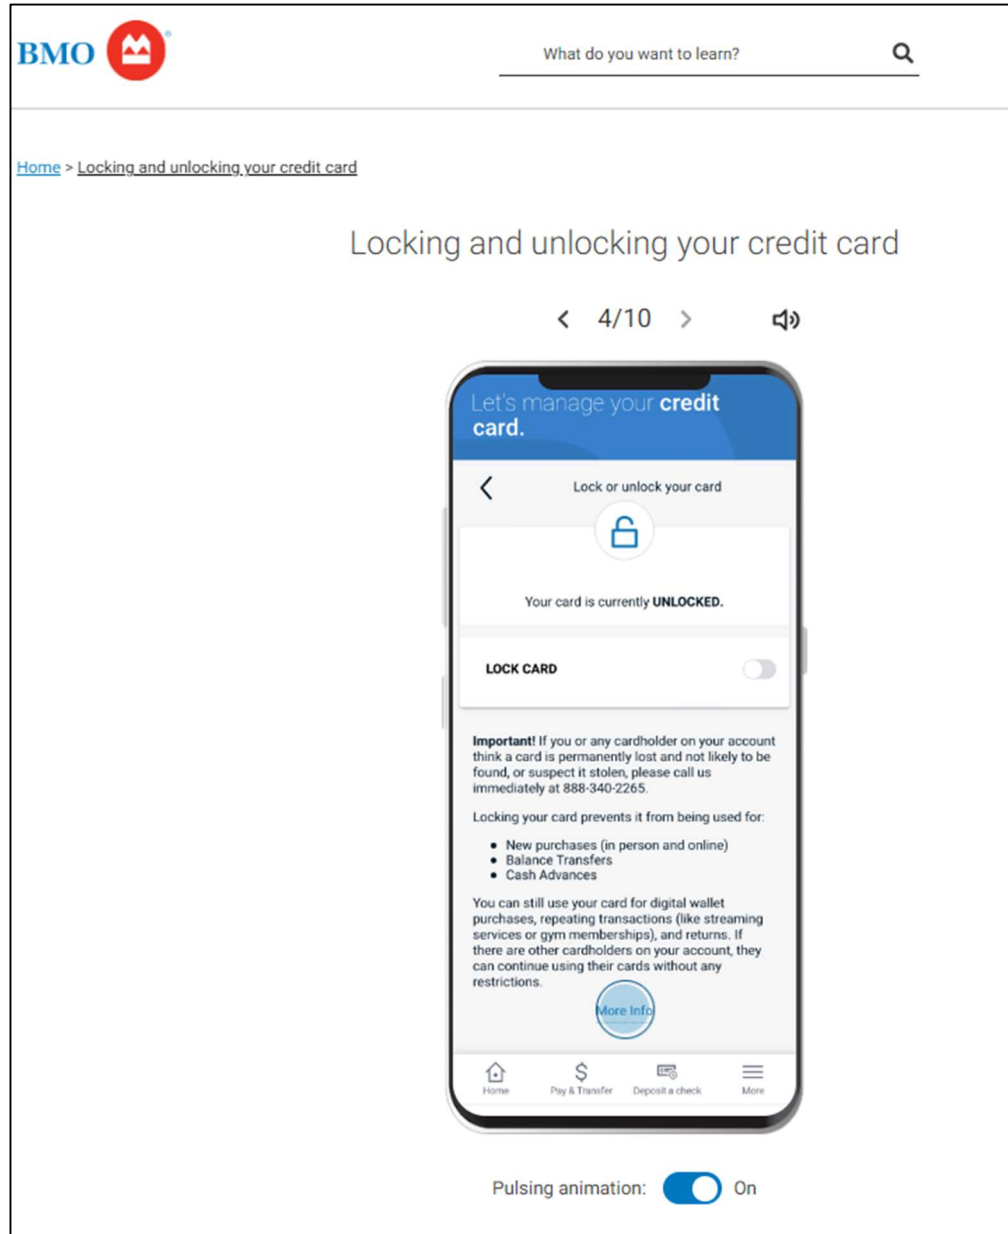 BMO
What do you want to learn?
Home > Locking and unlocking your credit card
Locking and unlocking your credit card
4/10
Let's manage your credit
card.
Lock or unlock your card
Your card is currently UNLOCKED.
LOCK CARD
Important! If you or any cardholder on your account
think a card is permanently lost and not likely to be
found, or suspect it stolen, please call us
immediately at 888-340-2265.
Locking your card prevents it from being used for:
• New purchases (in person and online)
• Balance Transfers
• Cash Advances
You can still use your card for digital wallet
purchases, repeating transactions (like streaming
services or gym memberships), and returns. If
there are other cardholders on your account, they
can continue using their cards without any
restrictions.
More Info
Home Pay & Transfer Deposit a check More
Pulsing animation: On